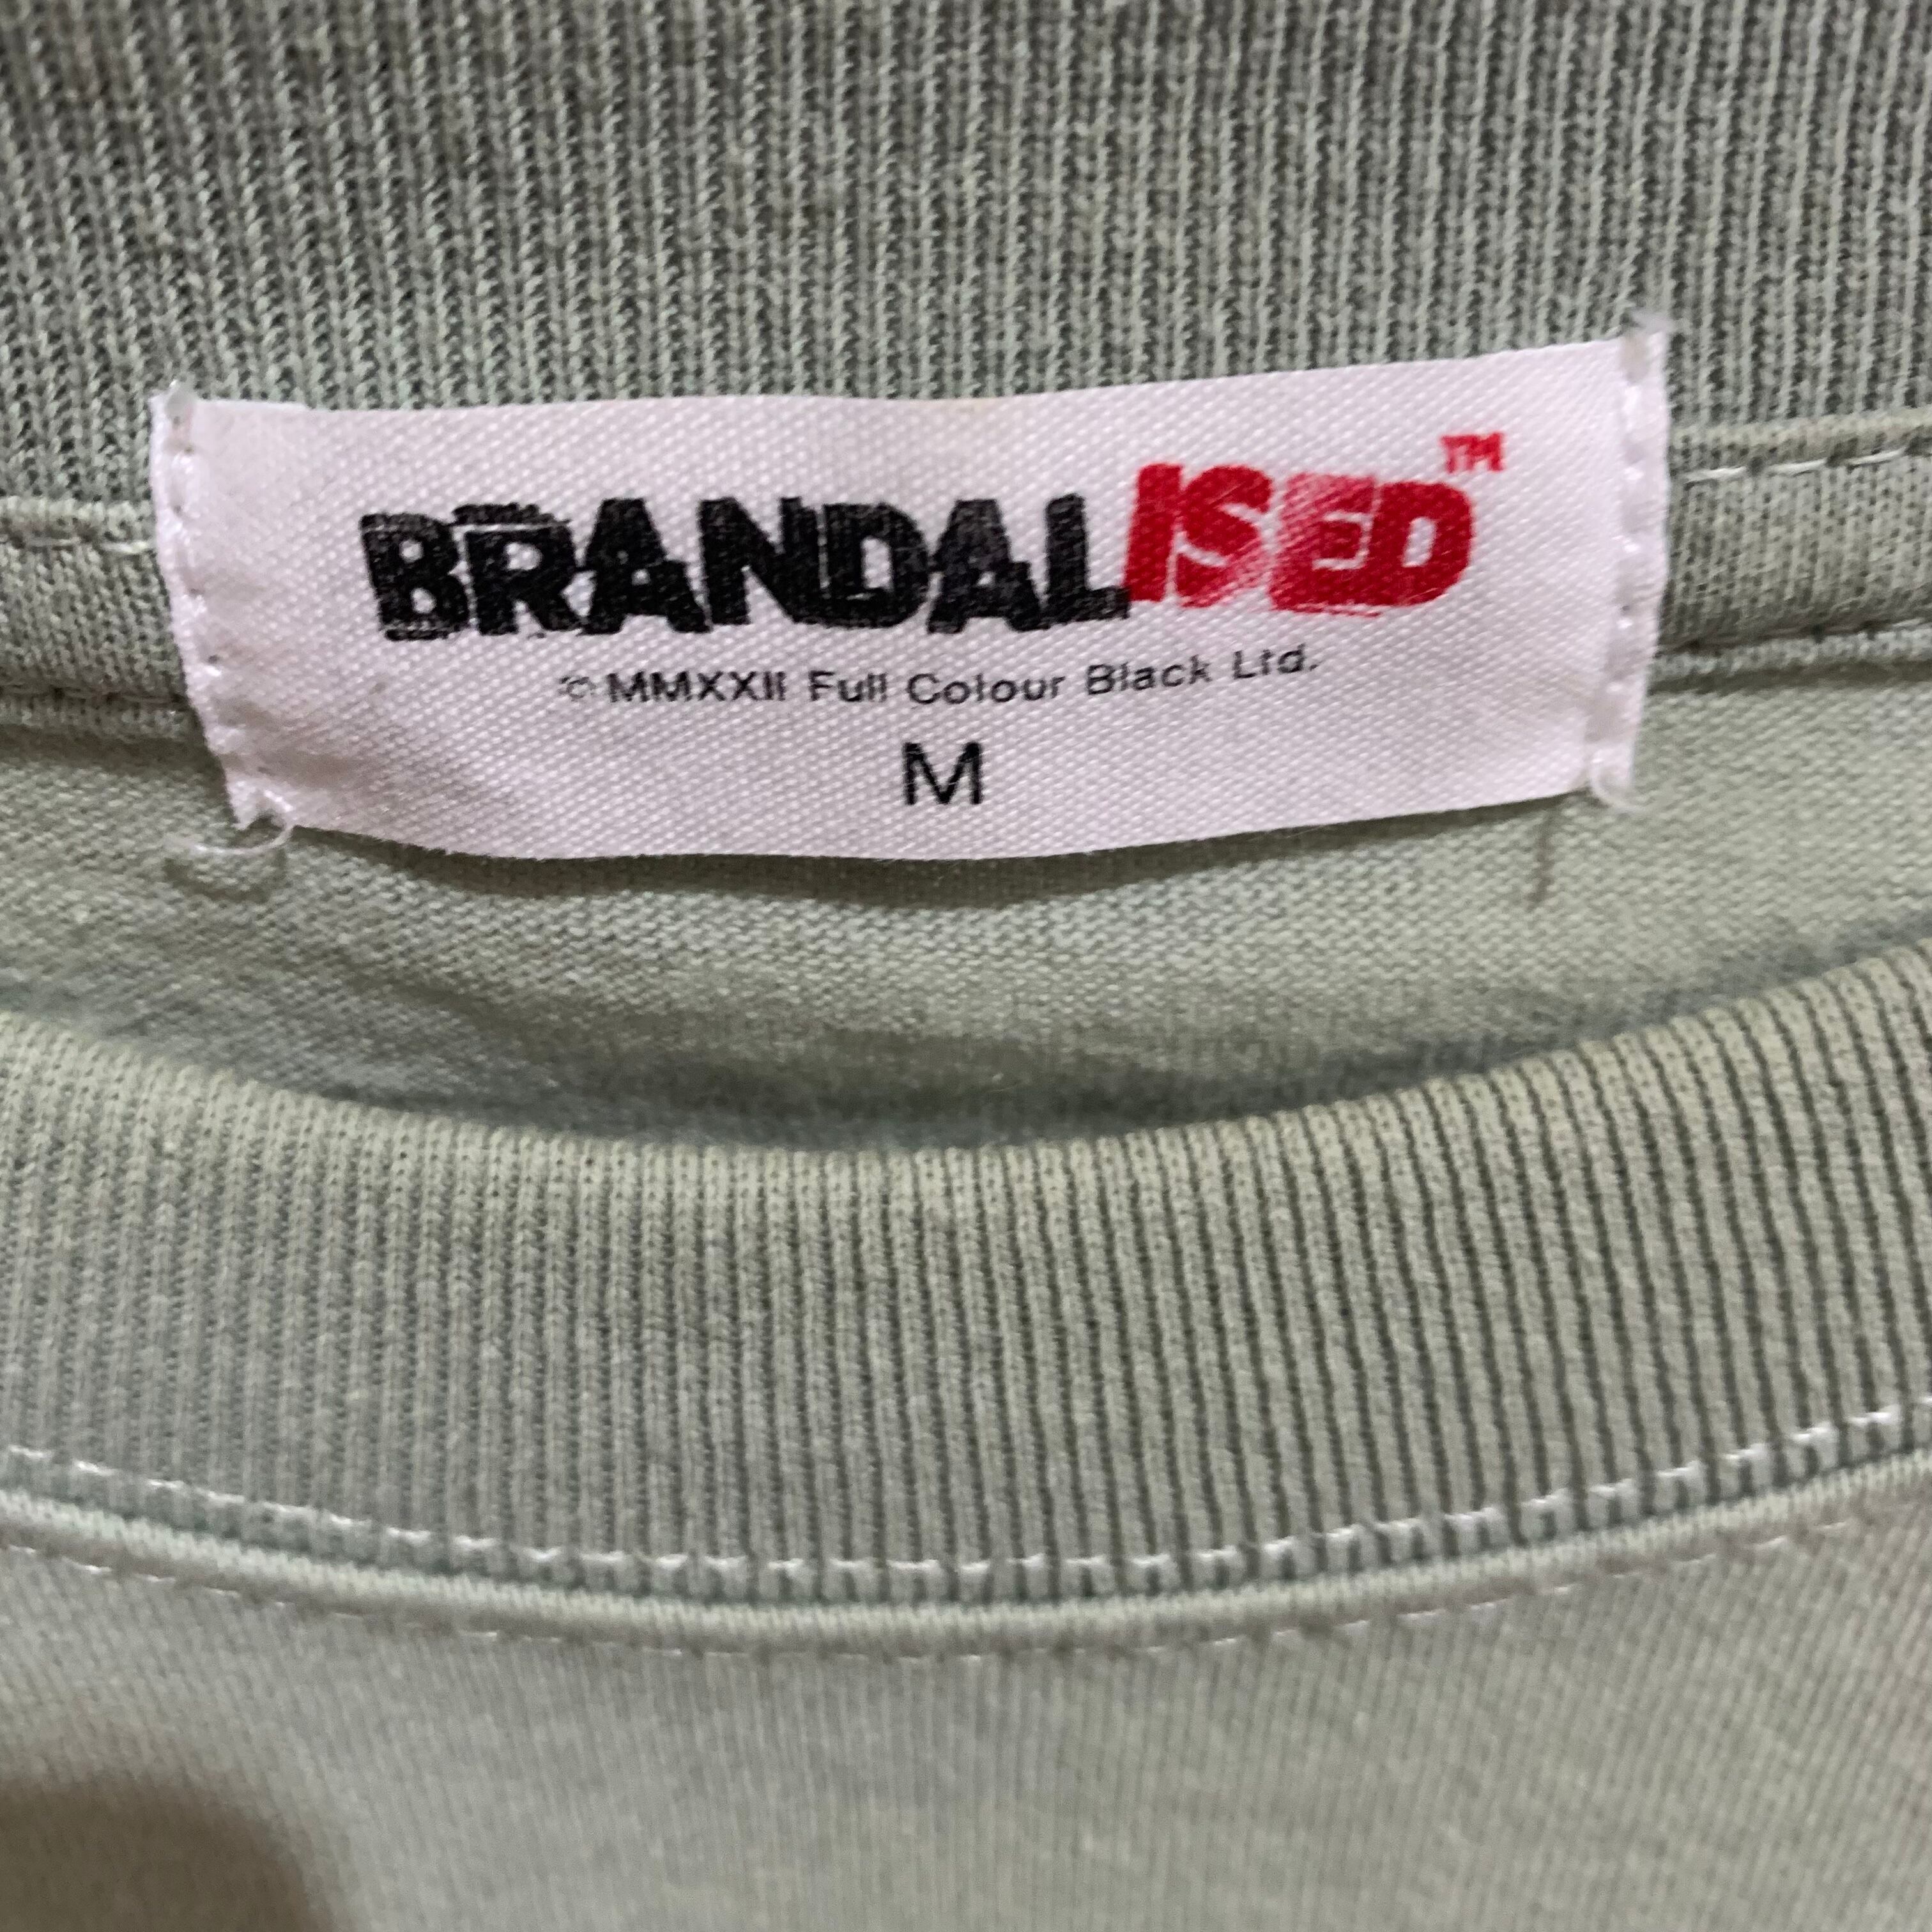 BRANDALISED™
©MMXXII Full Colour Black Ltd.
M